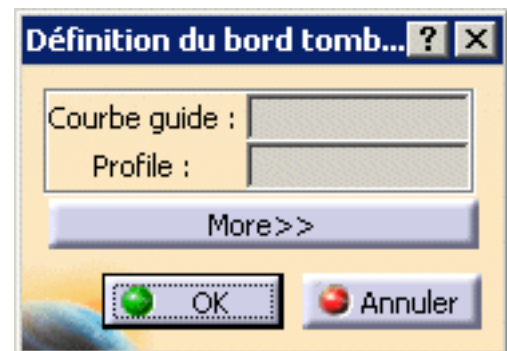 Définition du bord tomb... ? X
Courbe guide :
Profile :
More>>
OK Annuler